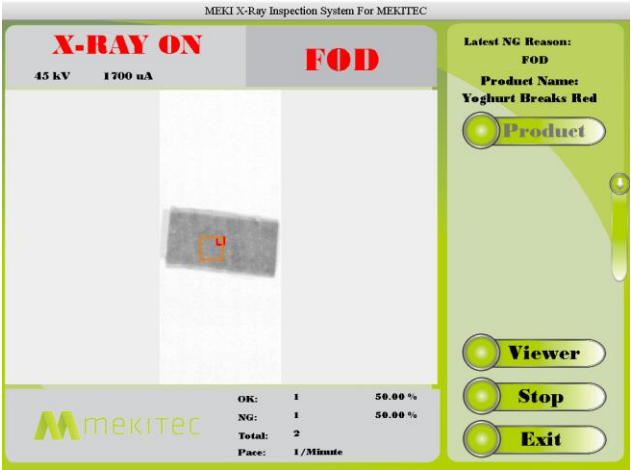 MEKI X-Ray Inspection System For MEKITEC
X-RAY ON
45 kV 1700 uA
FOD
Latest NG Reason:
FOD
Product Name:
Yoghurt Breaks Red
Product
Viewer
Stop
Exit
mekitec
OK: 1 50.00 %
NG: 1 50.00 %
Total: 2
Pace: 1/Minute